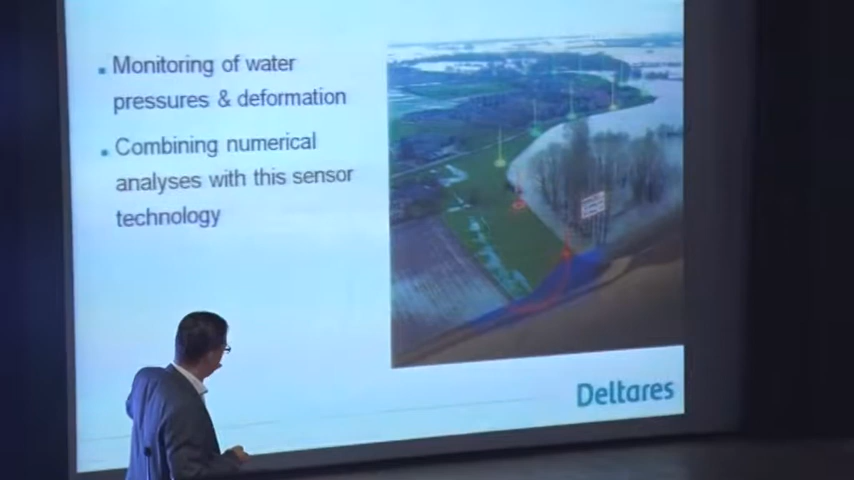 Monitoring of water
pressures & deformation
Combining numerical
analyses with this sensor
technology
Deltares